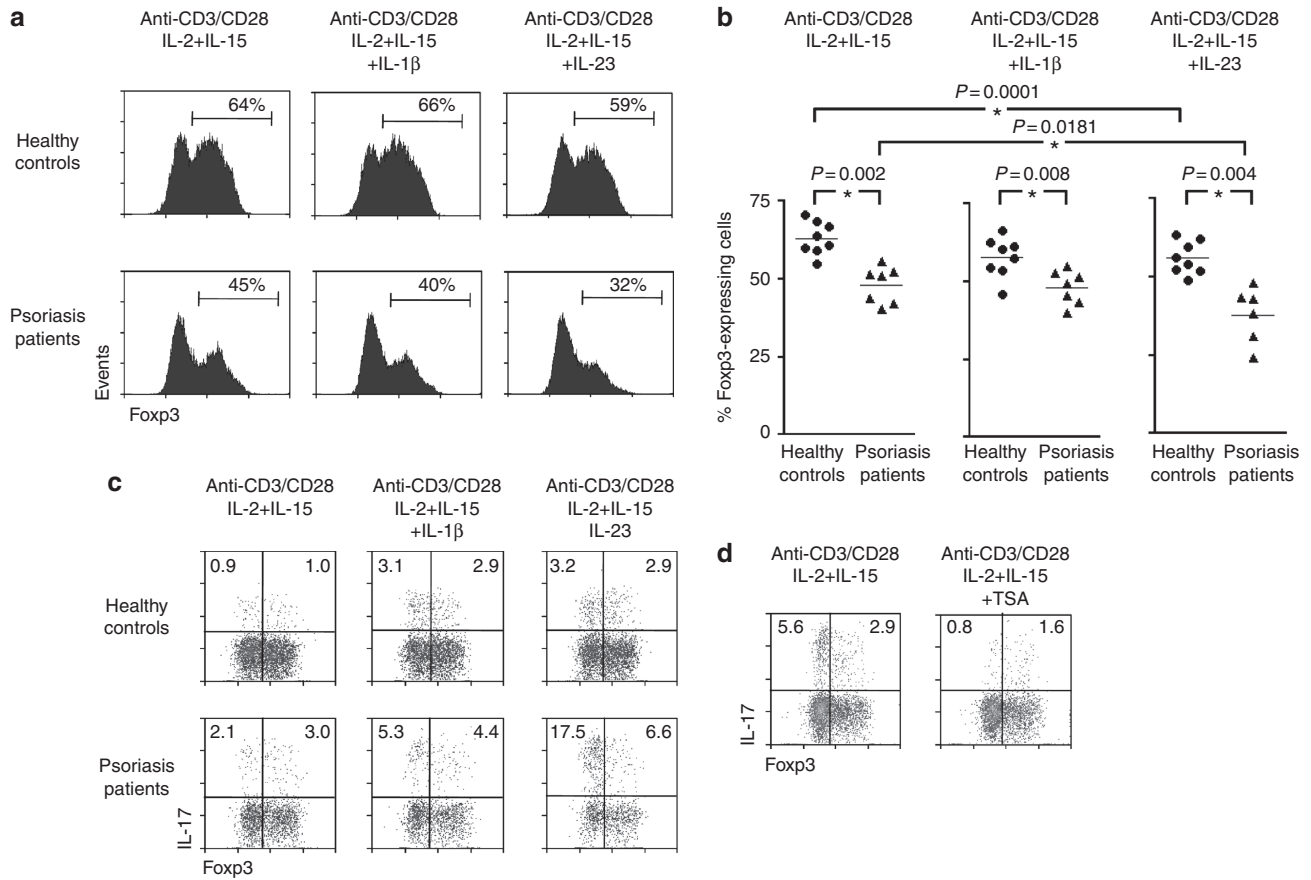 a
Anti-CD3/CD28
IL-2+IL-15
Anti-CD3/CD28
IL-2+IL-15
+IL-1β
Anti-CD3/CD28
IL-2+IL-15
+IL-23
Healthy
controls
64%
66%
59%
Psoriasis
patients
45%
40%
32%
Events
Foxp3
b
Anti-CD3/CD28
IL-2+IL-15
Anti-CD3/CD28
IL-2+IL-15
+IL-1β
Anti-CD3/CD28
IL-2+IL-15
+IL-23
P=0.0001
*
P=0.0181
*
P=0.002
*
P=0.008
*
P=0.004
*
% Foxp3-expressing cells
75
50
25
0
Healthy
controls
Psoriasis
patients
Healthy
controls
Psoriasis
patients
Healthy
controls
Psoriasis
patients
c
Anti-CD3/CD28
IL-2+IL-15
Anti-CD3/CD28
IL-2+IL-15
+IL-1β
Anti-CD3/CD28
IL-2+IL-15
IL-23
Healthy
controls
0.9 1.0
3.1 2.9
3.2 2.9
Psoriasis
patients
2.1 3.0
5.3 4.4
17.5 6.6
IL-17
Foxp3
d
Anti-CD3/CD28
IL-2+IL-15
Anti-CD3/CD28
IL-2+IL-15
+TSA
5.6 2.9
0.8 1.6
IL-17
Foxp3